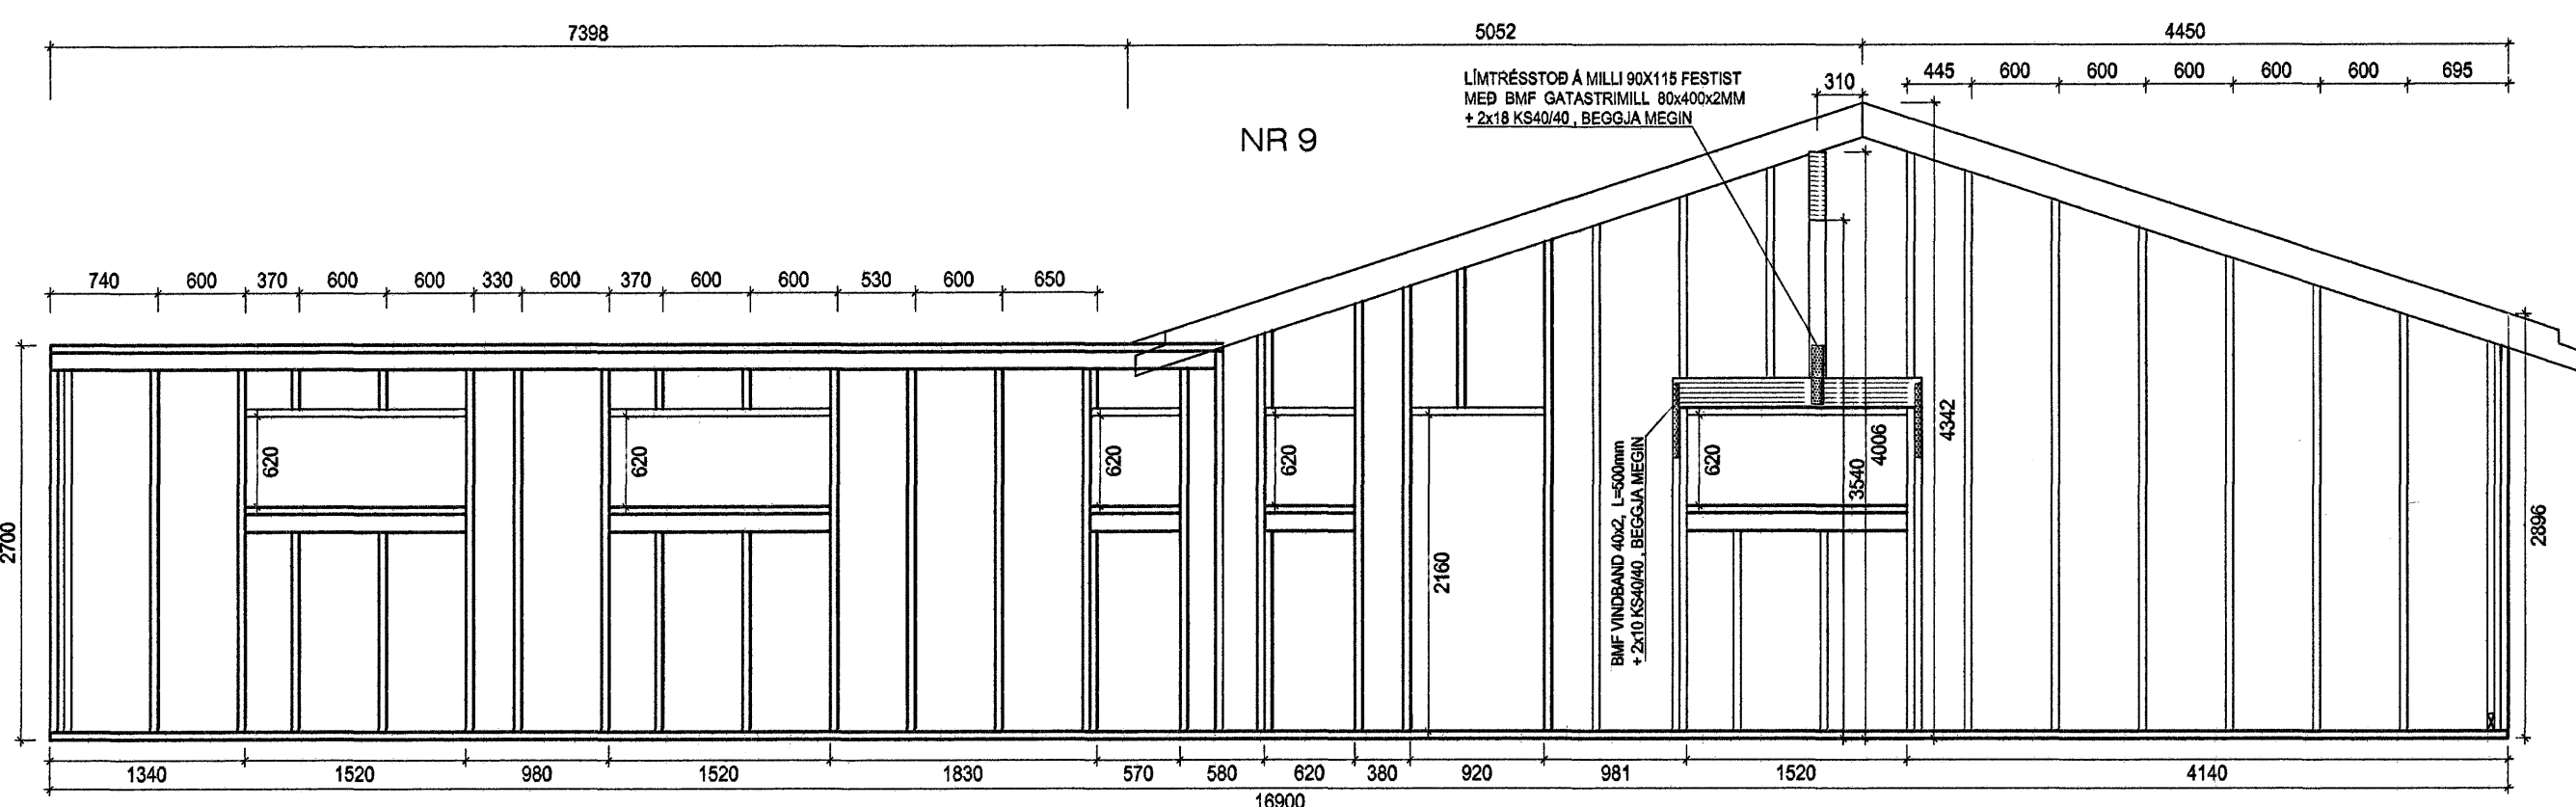 7398 5052 4450
445 600 600 600 600 600 695
310
LÍMTRÉSSTOÐ Á MILLI 90X115 FESTIST
MEÐ BMF GATASTRIMILL 80x400x2MM
+ 2x18 KS40/40 , BEGGJA MEGIN
NR 9
740 600 370 600 600 330 600 370 600 600 530 600 650
2700
620 620 620 620 620
2160
BMF VINDBAND 40x2, L=500mm
+ 2x10 KS40/40 , BEGGJA MEGIN
3540
4006
4342
2896
1340 1520 980 1520 1830 570 580 620 380 920 981 1520 4140
16900